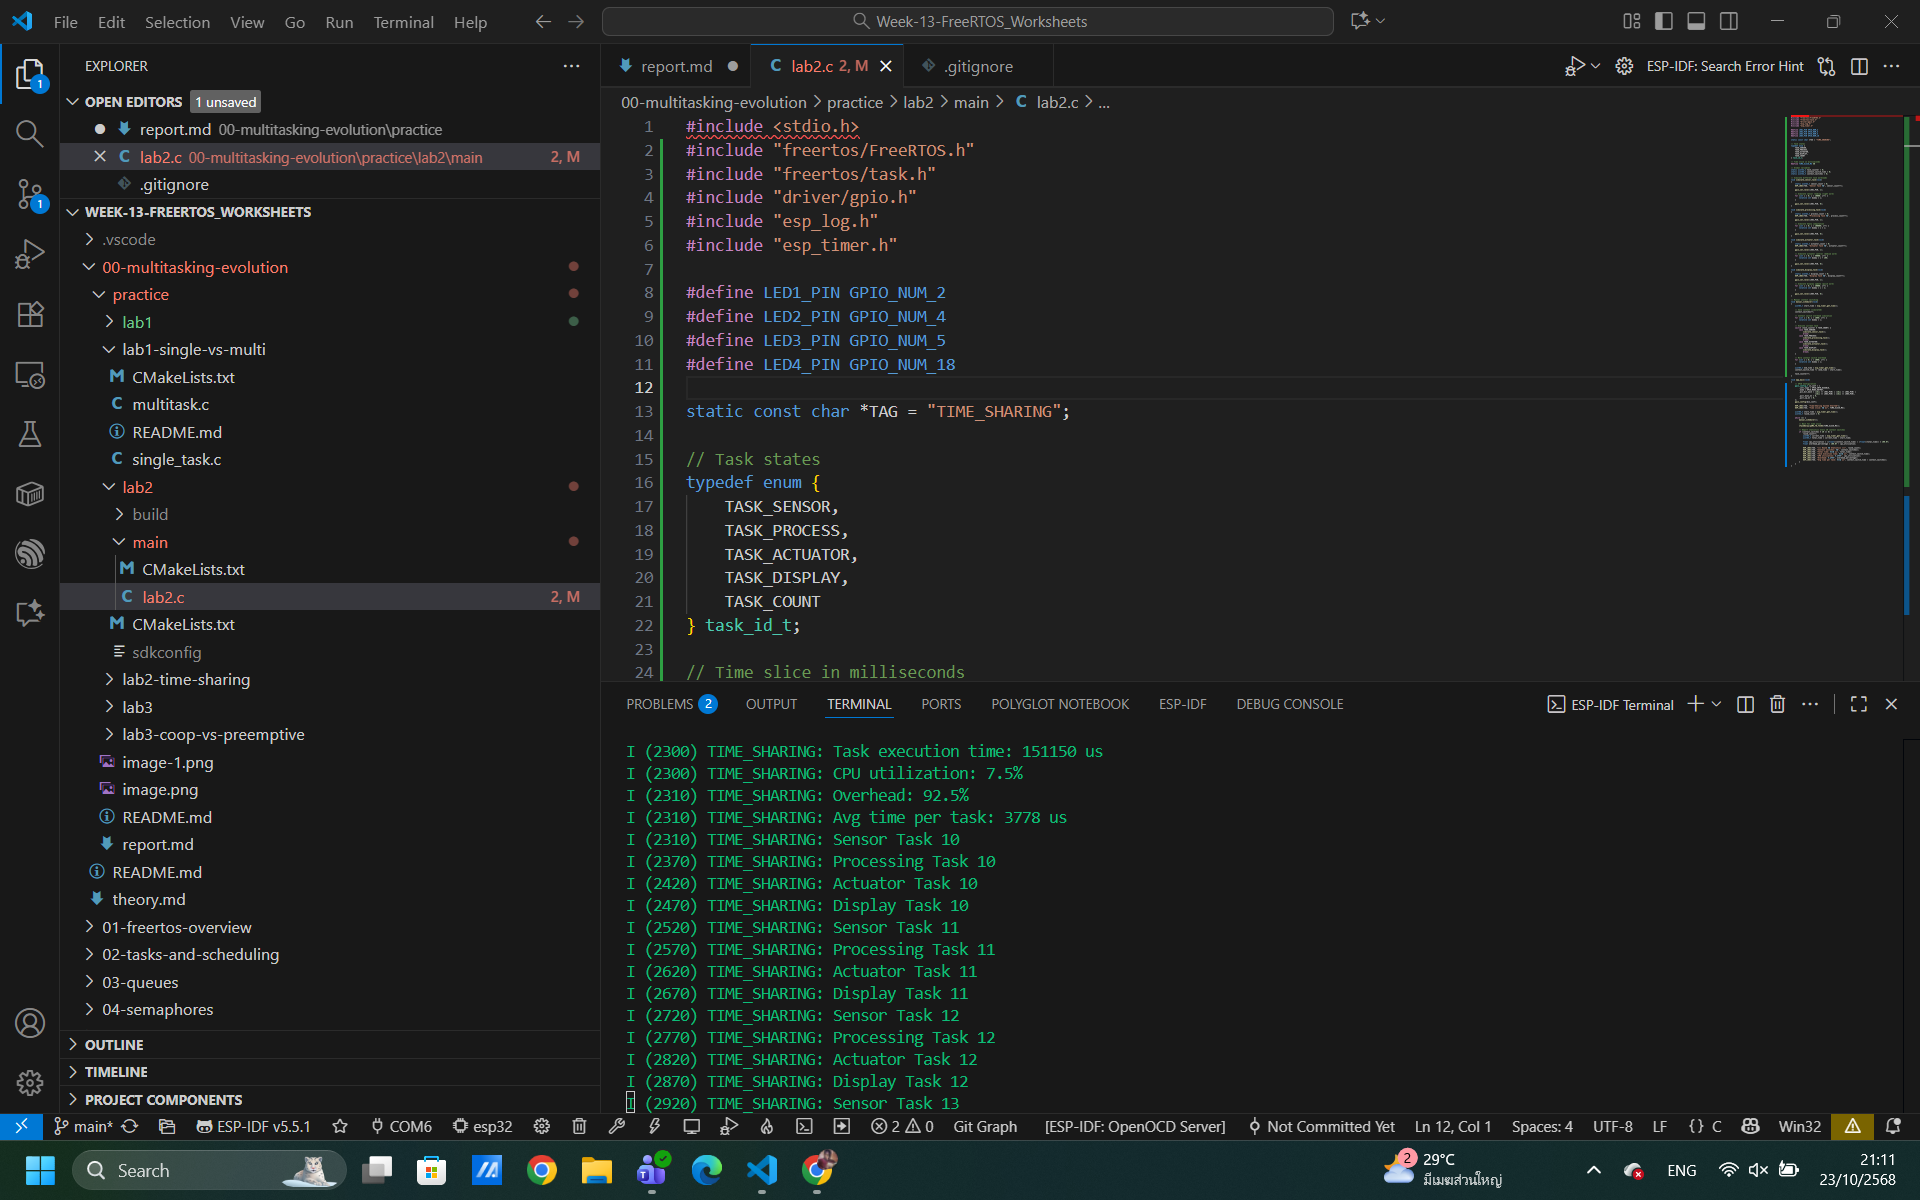 File Edit Selection View Go Run Terminal Help
Week-13-FreeRTOS_Worksheets
EXPLORER
OPEN EDITORS 1 unsaved
report.md 00-multitasking-evolution\practice
lab2.c 00-multitasking-evolution\practice\lab2\main 2, M
.gitignore
WEEK-13-FREERTOS_WORKSHEETS
.vscode
00-multitasking-evolution
practice
lab1
lab1-single-vs-multi
CMakeLists.txt
multitask.c
README.md
single_task.c
lab2
build
main
CMakeLists.txt
lab2.c 2, M
CMakeLists.txt
sdkconfig
lab2-time-sharing
lab3
lab3-coop-vs-preemptive
image-1.png
image.png
README.md
report.md
README.md
theory.md
01-freertos-overview
02-tasks-and-scheduling
03-queues
04-semaphores
OUTLINE
TIMELINE
PROJECT COMPONENTS
report.md
lab2.c 2, M
.gitignore
ESP-IDF: Search Error Hint
00-multitasking-evolution > practice > lab2 > main > C lab2.c > ...
1 #include <stdio.h>
2 #include "freertos/FreeRTOS.h"
3 #include "freertos/task.h"
4 #include "driver/gpio.h"
5 #include "esp_log.h"
6 #include "esp_timer.h"
7
8 #define LED1_PIN GPIO_NUM_2
9 #define LED2_PIN GPIO_NUM_4
10 #define LED3_PIN GPIO_NUM_5
11 #define LED4_PIN GPIO_NUM_18
12
13 static const char *TAG = "TIME_SHARING";
14
15 // Task states
16 typedef enum {
17 TASK_SENSOR,
18 TASK_PROCESS,
19 TASK_ACTUATOR,
20 TASK_DISPLAY,
21 TASK_COUNT
22 } task_id_t;
23
24 // Time slice in milliseconds
PROBLEMS 2 OUTPUT TERMINAL PORTS POLYGLOT NOTEBOOK ESP-IDF DEBUG CONSOLE
ESP-IDF Terminal
I (2300) TIME_SHARING: Task execution time: 151150 us
I (2300) TIME_SHARING: CPU utilization: 7.5%
I (2310) TIME_SHARING: Overhead: 92.5%
I (2310) TIME_SHARING: Avg time per task: 3778 us
I (2310) TIME_SHARING: Sensor Task 10
I (2370) TIME_SHARING: Processing Task 10
I (2420) TIME_SHARING: Actuator Task 10
I (2470) TIME_SHARING: Display Task 10
I (2520) TIME_SHARING: Sensor Task 11
I (2570) TIME_SHARING: Processing Task 11
I (2620) TIME_SHARING: Actuator Task 11
I (2670) TIME_SHARING: Display Task 11
I (2720) TIME_SHARING: Sensor Task 12
I (2770) TIME_SHARING: Processing Task 12
I (2820) TIME_SHARING: Actuator Task 12
I (2870) TIME_SHARING: Display Task 12
I (2920) TIME_SHARING: Sensor Task 13
main* ESP-IDF v5.5.1 COM6 esp32 2 0 Git Graph [ESP-IDF: OpenOCD Server] Not Committed Yet Ln 12, Col 1 Spaces: 4 UTF-8 LF {} C Win32
Search
2
29°C
มีเมฆส่วนใหญ่
ENG
21:11
23/10/2568